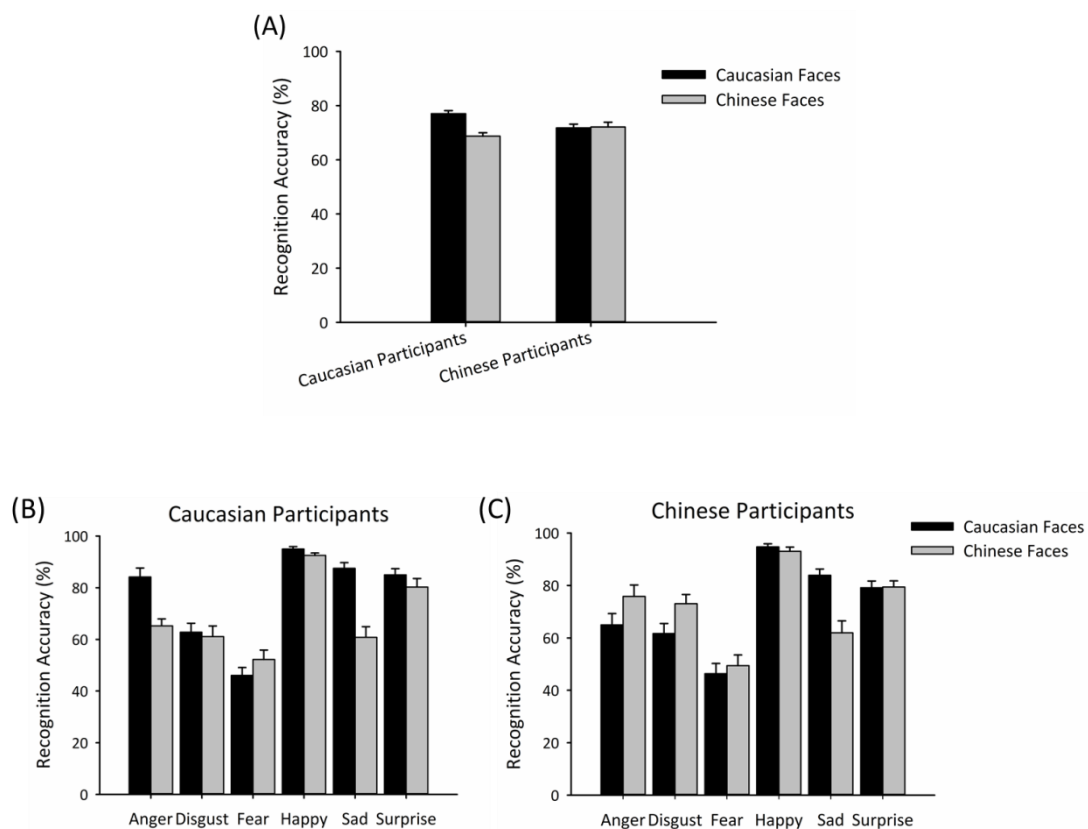 (A)
Recognition Accuracy (%)
100
80
60
40
20
0
Caucasian Faces
Chinese Faces
Caucasian Participants
Chinese Participants
(B)
Caucasian Participants
Recognition Accuracy (%)
100
80
60
40
20
0
Anger Disgust Fear Happy Sad Surprise
(C)
Chinese Participants
Recognition Accuracy (%)
100
80
60
40
20
0
Anger Disgust Fear Happy Sad Surprise
Caucasian Faces
Chinese Faces